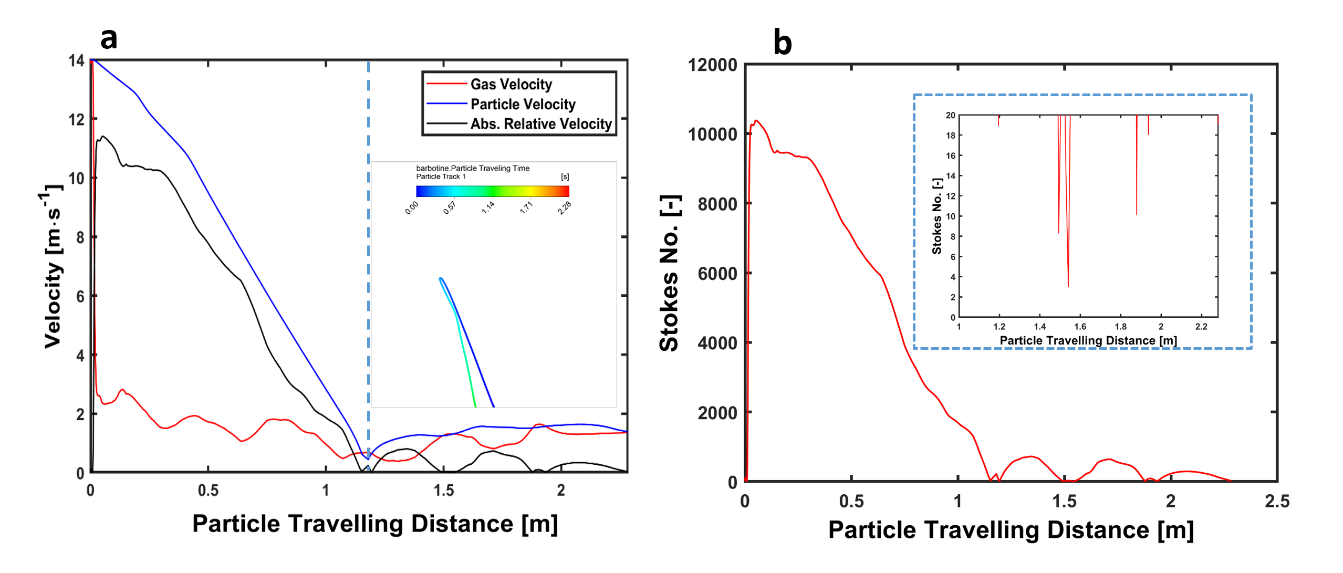 a
14
12
10
8
6
4
2
0
Velocity [m·s-1]
Gas Velocity
Particle Velocity
Abs. Relative Velocity
barbotine.Particle Traveling Time
Particle Track 1
[s]
0.00 0.57 1.14 1.71 2.28
0 0.5 1 1.5 2
Particle Travelling Distance [m]
b
12000
10000
8000
6000
4000
2000
0
Stokes No. [-]
20
18
16
14
12
10
8
6
4
2
0
Stokes No. [-]
1 1.2 1.4 1.6 1.8 2 2.2
Particle Travelling Distance [m]
0 0.5 1 1.5 2 2.5
Particle Travelling Distance [m]